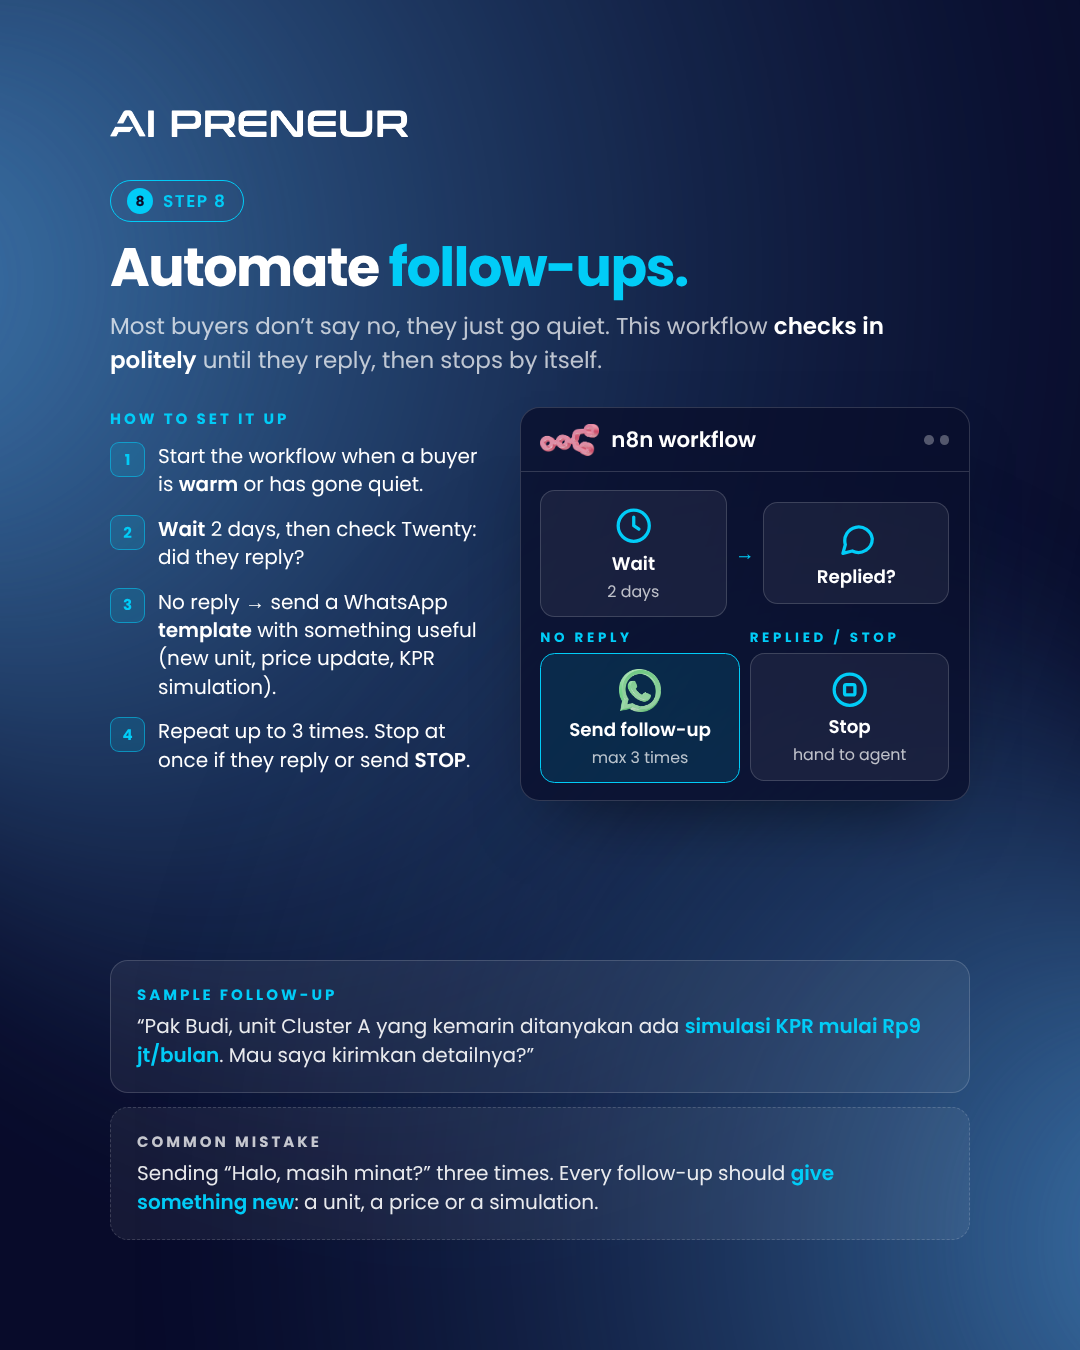 AI PRENEUR
8 STEP 8
Automate follow-ups.
Most buyers don’t say no, they just go quiet. This workflow checks in
politely until they reply, then stops by itself.
HOW TO SET IT UP
1 Start the workflow when a buyer
is warm or has gone quiet.
2 Wait 2 days, then check Twenty:
did they reply?
3 No reply → send a WhatsApp
template with something useful
(new unit, price update, KPR
simulation).
4 Repeat up to 3 times. Stop at
once if they reply or send STOP.
n8n workflow
Wait
2 days
→
Replied?
NO REPLY
Send follow-up
max 3 times
REPLIED / STOP
Stop
hand to agent
SAMPLE FOLLOW-UP
“Pak Budi, unit Cluster A yang kemarin ditanyakan ada simulasi KPR mulai Rp9
jt/bulan. Mau saya kirimkan detailnya?”
COMMON MISTAKE
Sending “Halo, masih minat?” three times. Every follow-up should give
something new: a unit, a price or a simulation.